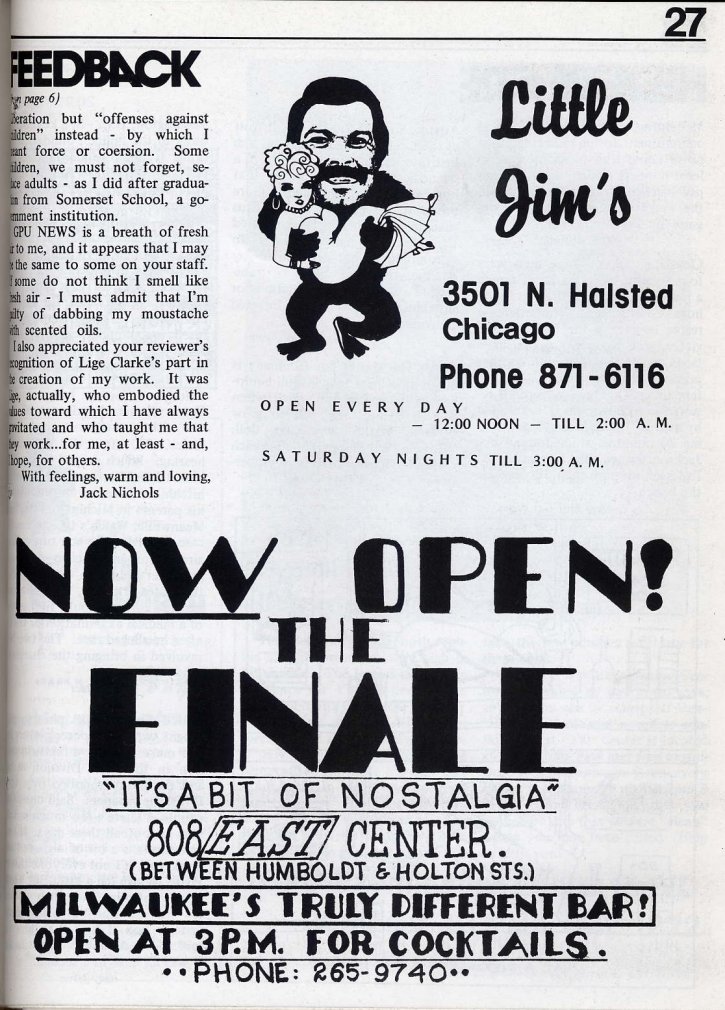 27
FEEDBACK
page 6)
but “offenses against
instead - by which I
force or coersion. Some
we must not forget, se-
adults - as I did after gradua-
from Somerset School, a go-
institution.
GPU NEWS is a breath of fresh
to me, and it appears that I may
the same to some on your staff.
some do not think I smell like
air - I must admit that I'm
of dabbing my moustache
scented oils.
I also appreciated your reviewer's
of Lige Clarke's part in
creation of my work. It was
actually, who embodied the
toward which I have always
and who taught me that
work...for me, at least - and,
hope, for others.
With feelings, warm and loving,
Jack Nichols
Little
Jim's
3501 N. Halsted
Chicago
Phone 871-6116
OPEN EVERY DAY
— 12:00 NOON — TILL 2:00 A. M.
SATURDAY NIGHTS TILL 3:00 A. M.
NOW OPEN!
THE
FINALE
"IT'S A BIT OF NOSTALGIA"
808 EAST CENTER.
(BETWEEN HUMBOLDT & HOLTON STS.)
MILWAUKEE'S TRULY DIFFERENT BAR!
OPEN AT 3 P.M. FOR COCKTAILS.
••PHONE: 265-9740••